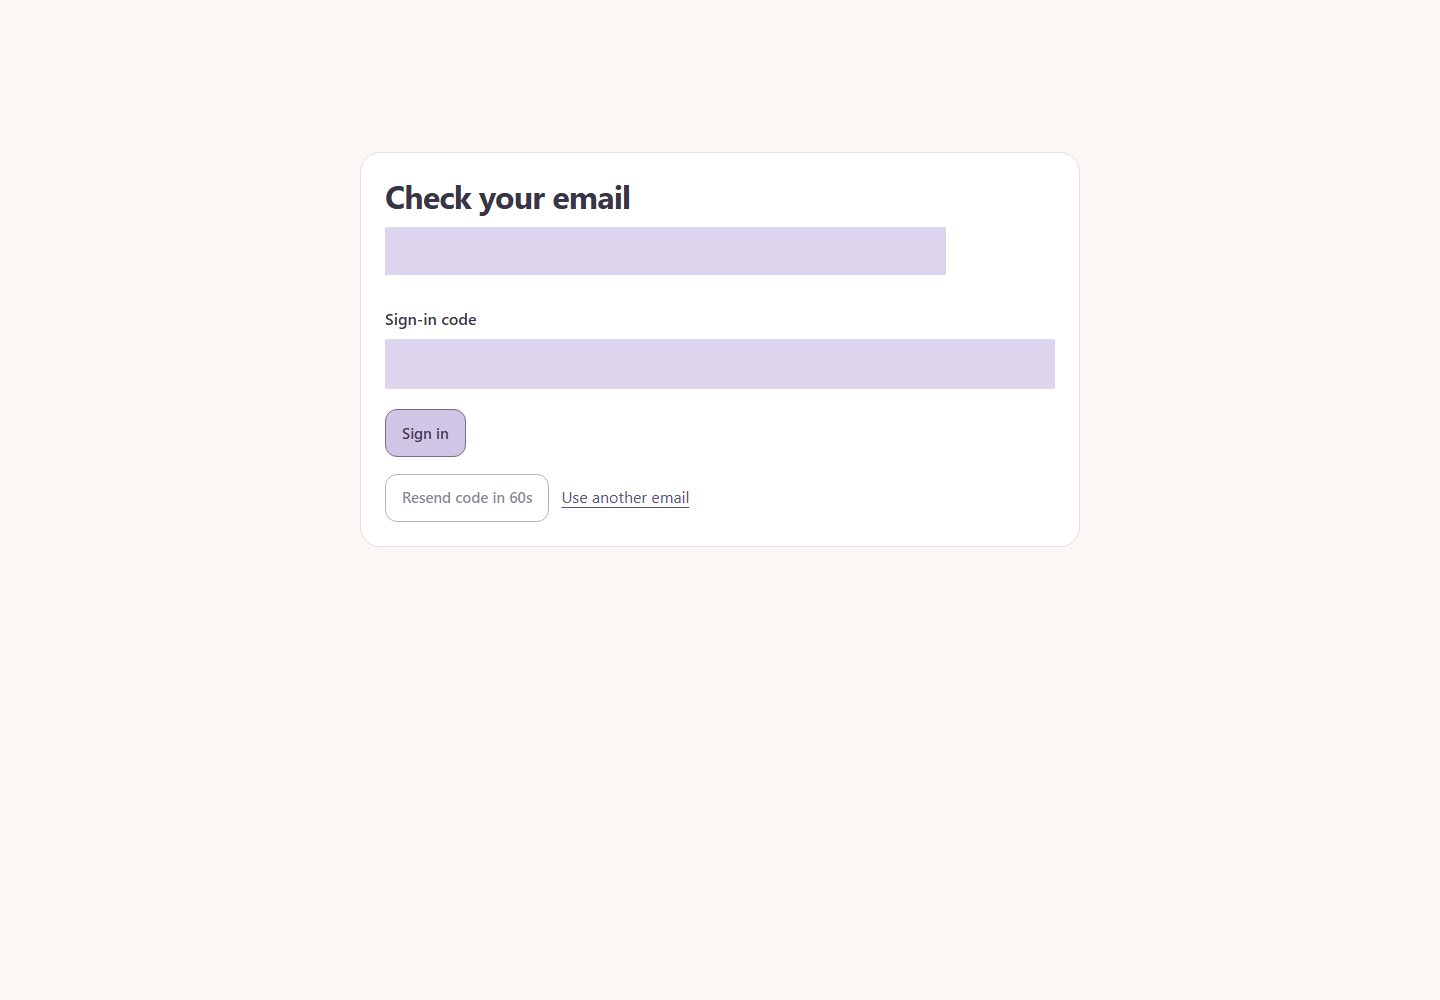 Check your email
Sign-in code
Sign in
Resend code in 60s
Use another email